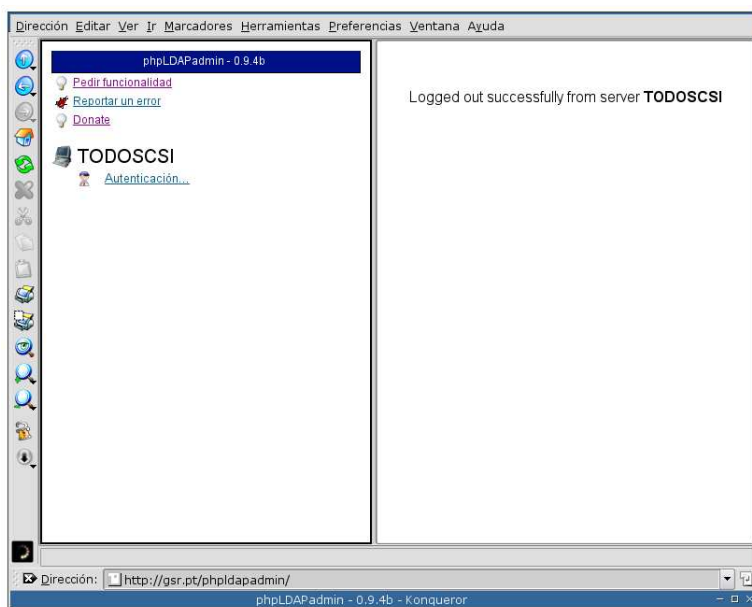 Dirección Editar Ver Ir Marcadores Herramientas Preferencias Ventana Ayuda
phpLDAPadmin - 0.9.4b
Pedir funcionalidad
Reportar un error
Donate
TODOSCSI
Autenticación...
Logged out successfully from server TODOSCSI
Dirección: http://gsr.pt/phpldapadmin/
phpLDAPadmin - 0.9.4b - Konqueror